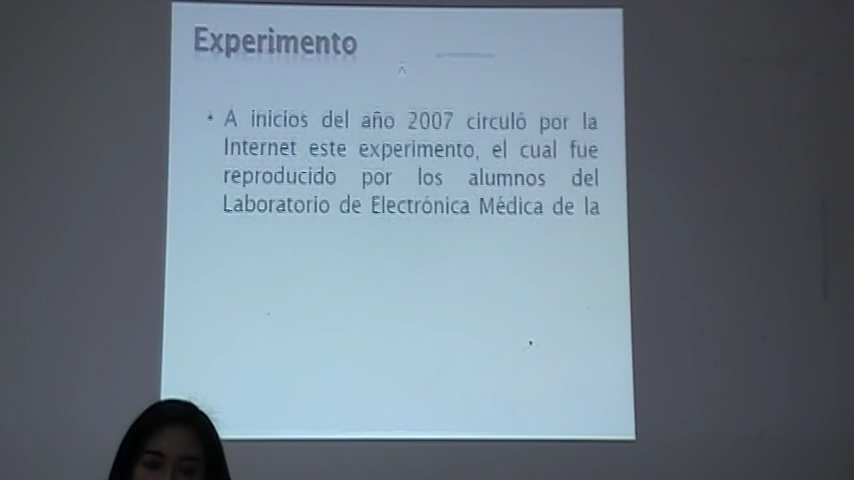 Experimento
• A inicios del año 2007 circuló por la
Internet este experimento, el cual fue
reproducido por los alumnos del
Laboratorio de Electrónica Médica de la